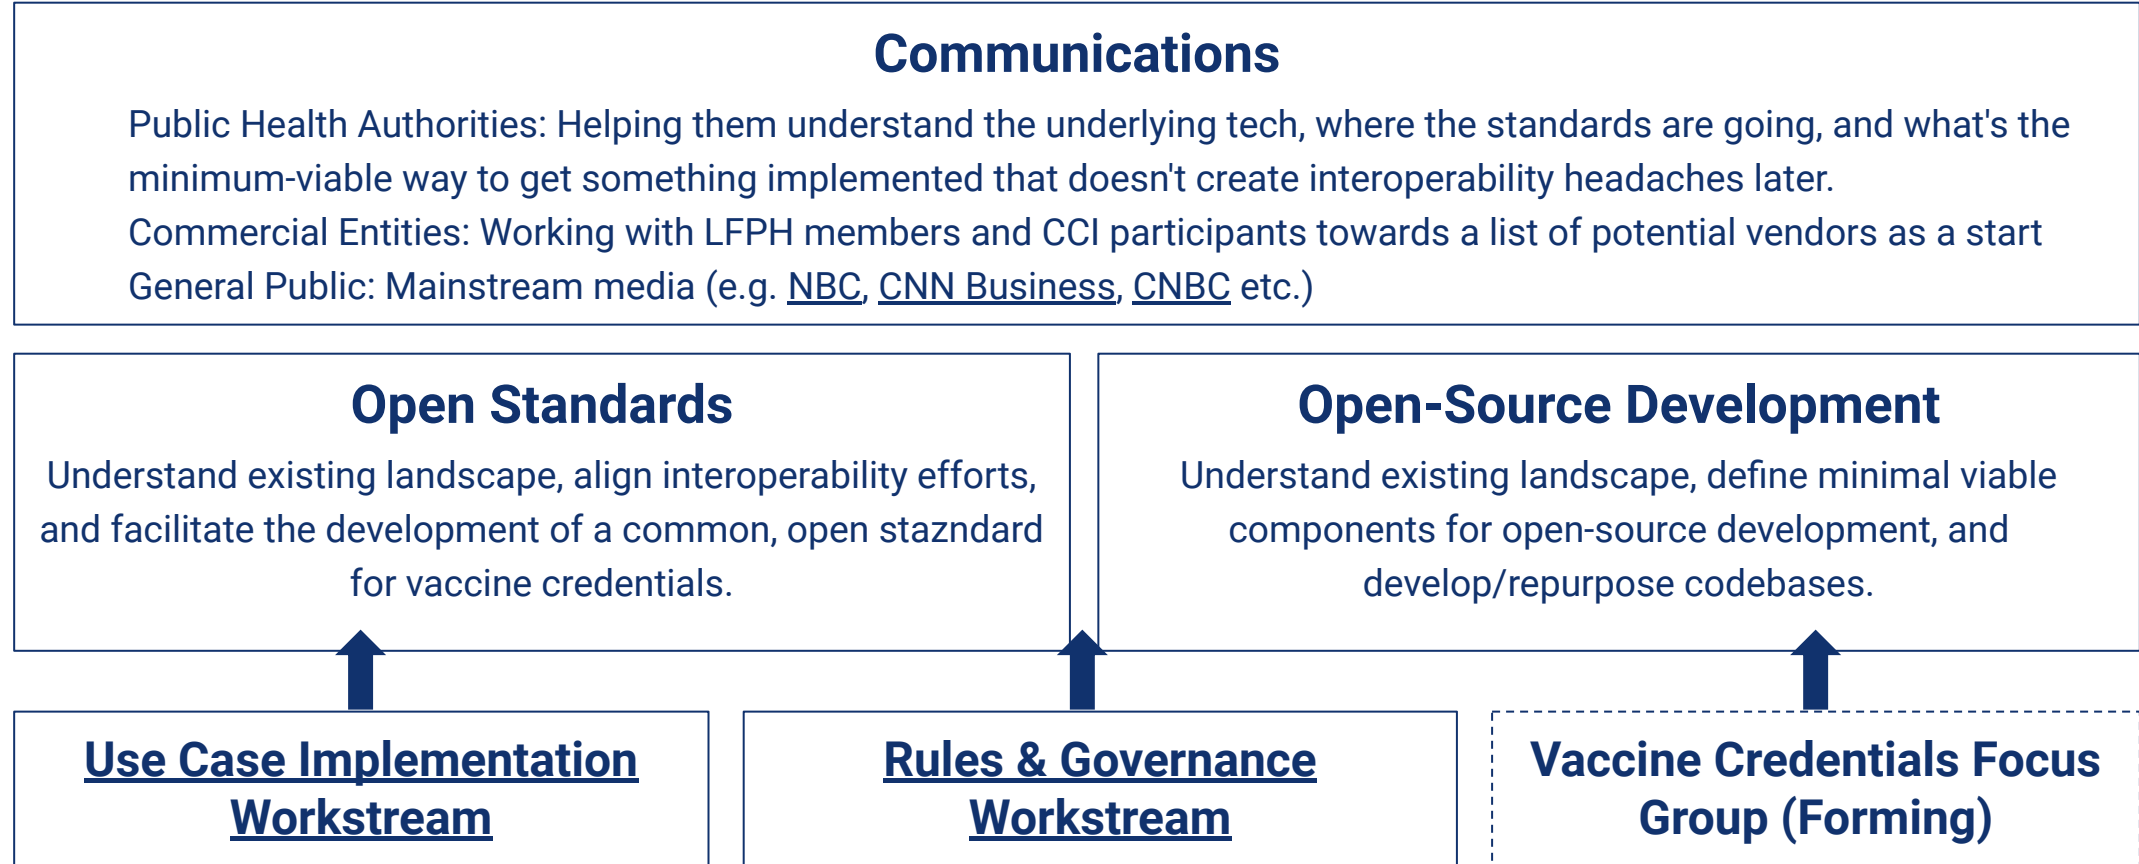 Communications
Public Health Authorities: Helping them understand the underlying tech, where the standards are going, and what's the
minimum-viable way to get something implemented that doesn't create interoperability headaches later.
Commercial Entities: Working with LFPH members and CCI participants towards a list of potential vendors as a start
General Public: Mainstream media (e.g. NBC, CNN Business, CNBC etc.)
Open Standards
Understand existing landscape, align interoperability efforts,
and facilitate the development of a common, open stazndard
for vaccine credentials.
Open-Source Development
Understand existing landscape, define minimal viable
components for open-source development, and
develop/repurpose codebases.
Use Case Implementation
Workstream
Rules & Governance
Workstream
Vaccine Credentials Focus
Group (Forming)